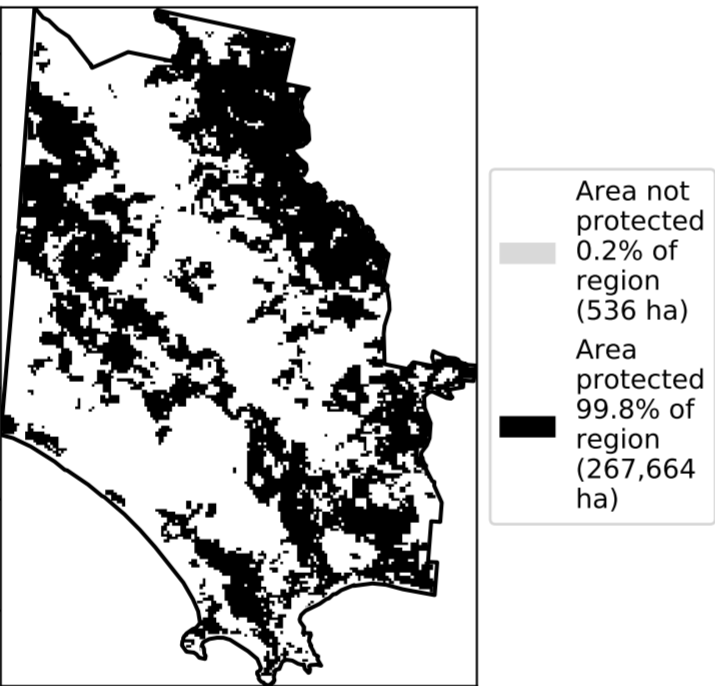 Area not
protected
0.2% of
region
(536 ha)
Area
protected
99.8% of
region
(267,664
ha)